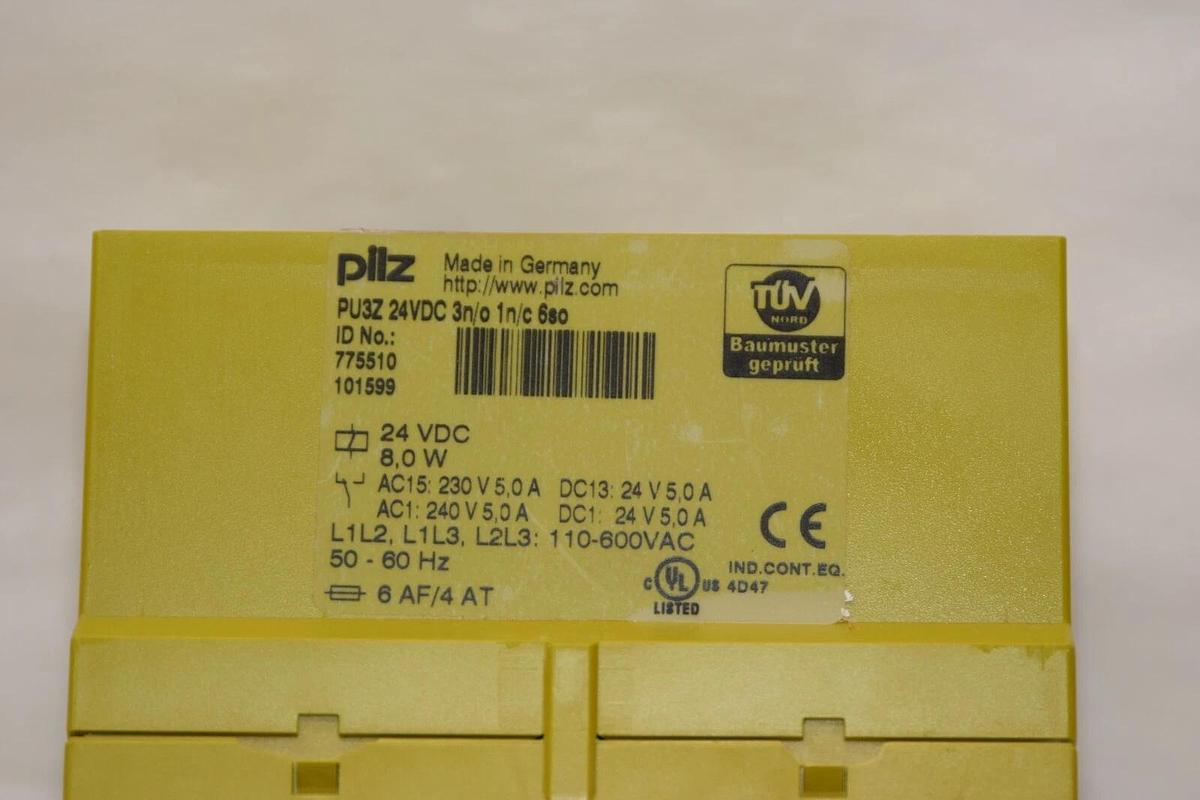 pilz
Made in Germany
http://www.pilz.com
PU3Z 24VDC 3n/o 1n/c 6so
ID No.:
775510
101599
TÜV
NORD
Baumuster
geprüft
24 VDC
8,0 W
AC15: 230 V 5,0 A DC13: 24 V 5,0 A
AC1: 240 V 5,0 A DC1: 24 V 5,0 A
L1L2, L1L3, L2L3: 110-600VAC
50 - 60 Hz
6 AF/4 AT
CE
C UL US
LISTED
IND.CONT.EQ.
4D47